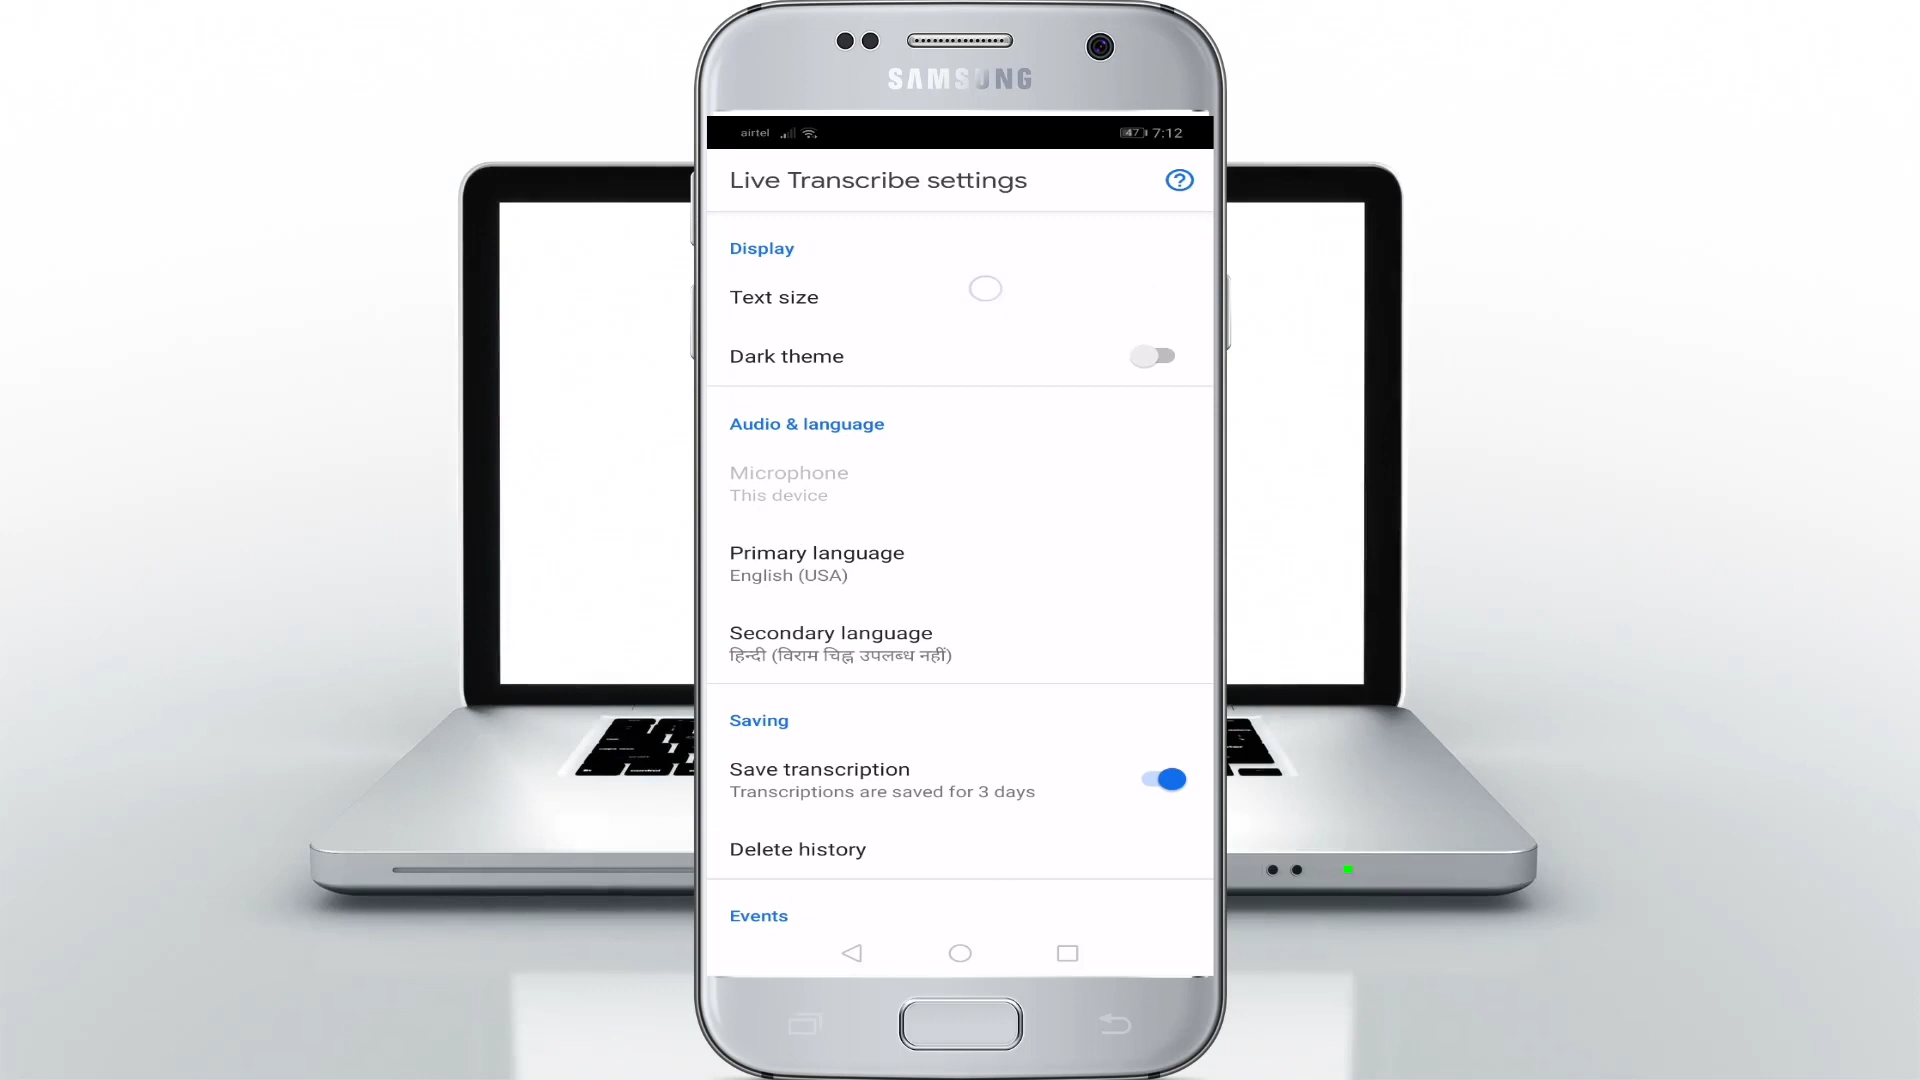 SAMSUNG
airtel
47 7:12
Live Transcribe settings
Display
Text size
Dark theme
Audio & language
Microphone
This device
Primary language
English (USA)
Secondary language
हिन्दी (विराम चिह्न उपलब्ध नहीं)
Saving
Save transcription
Transcriptions are saved for 3 days
Delete history
Events